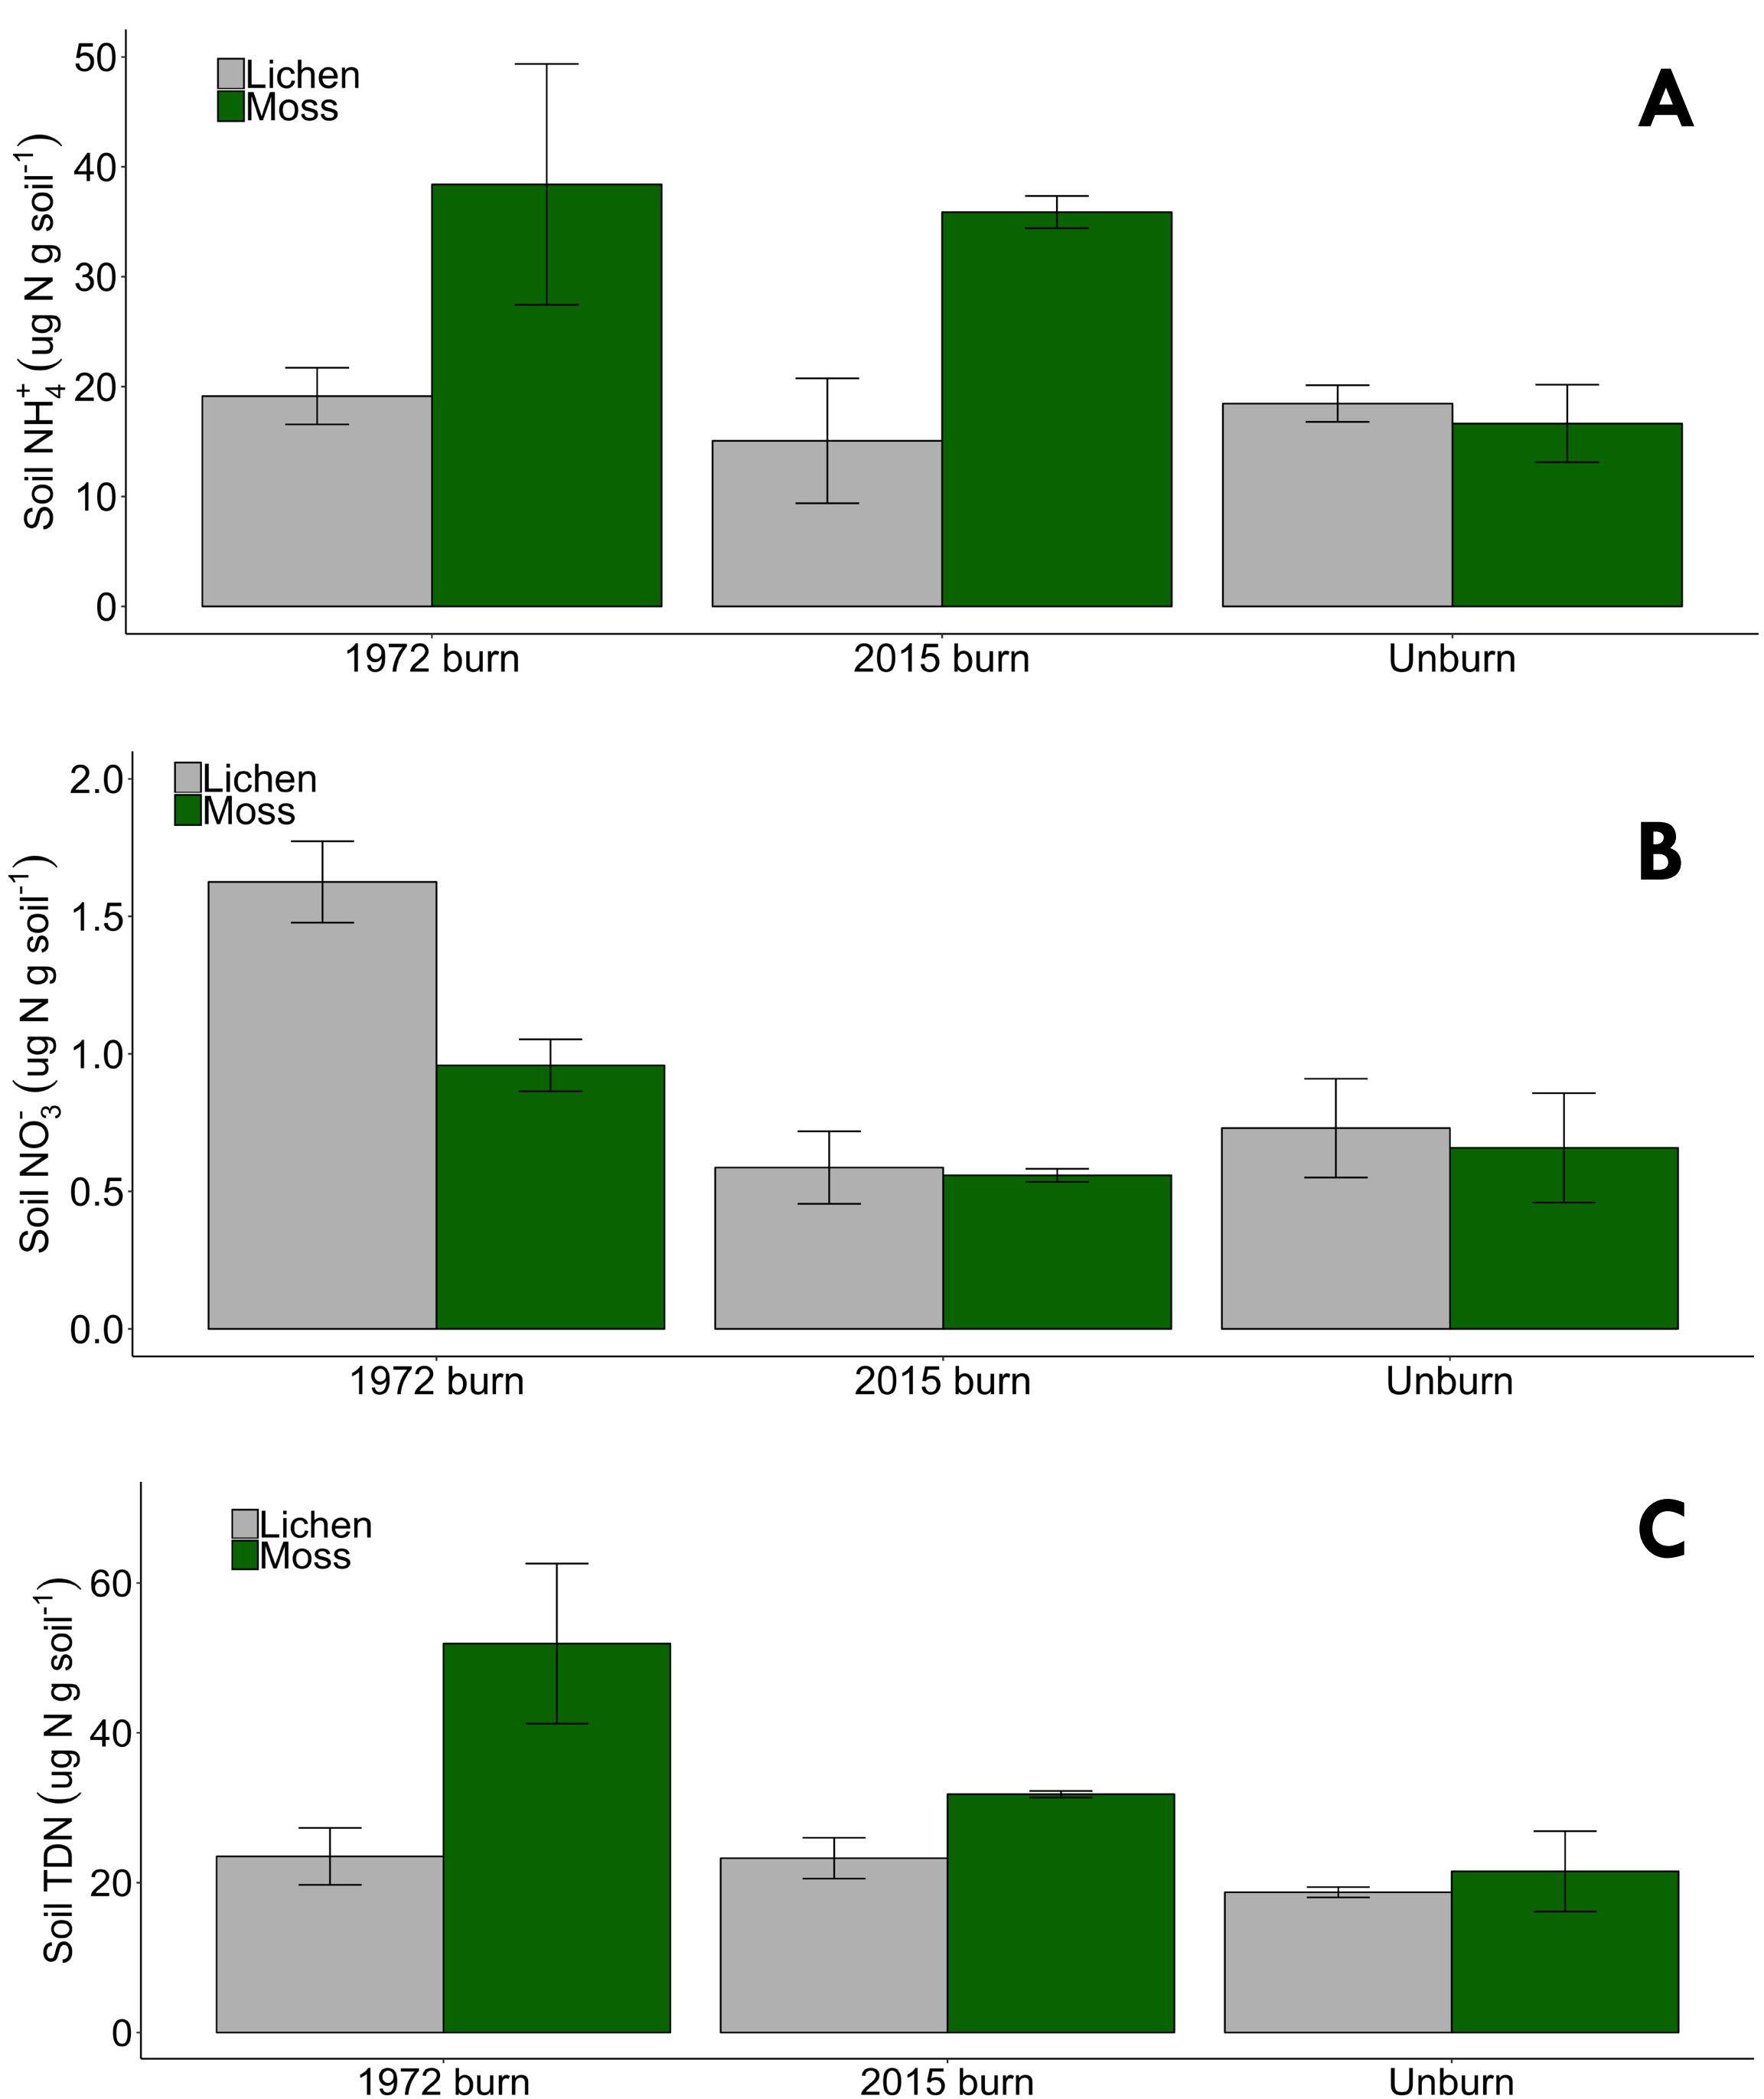 A
Lichen
Moss
Soil NH₄⁺ (ug N g soil⁻¹)
50
40
30
20
10
0
1972 burn 2015 burn Unburn
B
Lichen
Moss
Soil NO₃⁻ (ug N g soil⁻¹)
2.0
1.5
1.0
0.5
0.0
1972 burn 2015 burn Unburn
C
Lichen
Moss
Soil TDN (ug N g soil⁻¹)
60
40
20
0
1972 burn 2015 burn Unburn